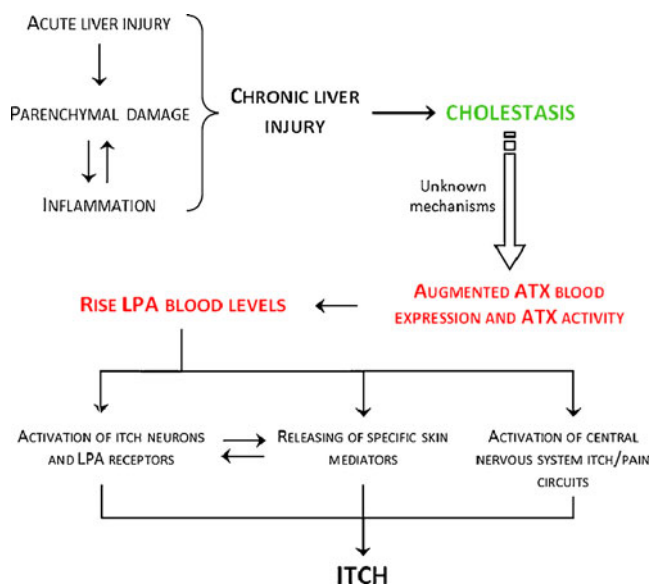 ACUTE LIVER INJURY
PARENCHYMAL DAMAGE
INFLAMMATION
CHRONIC LIVER
INJURY
CHOLESTASIS
Unknown
mechanisms
AUGMENTED ATX BLOOD
EXPRESSION AND ATX ACTIVITY
RISE LPA BLOOD LEVELS
ACTIVATION OF ITCH NEURONS
AND LPA RECEPTORS
RELEASING OF SPECIFIC SKIN
MEDIATORS
ACTIVATION OF CENTRAL
NERVOUS SYSTEM ITCH/PAIN
CIRCUITS
ITCH